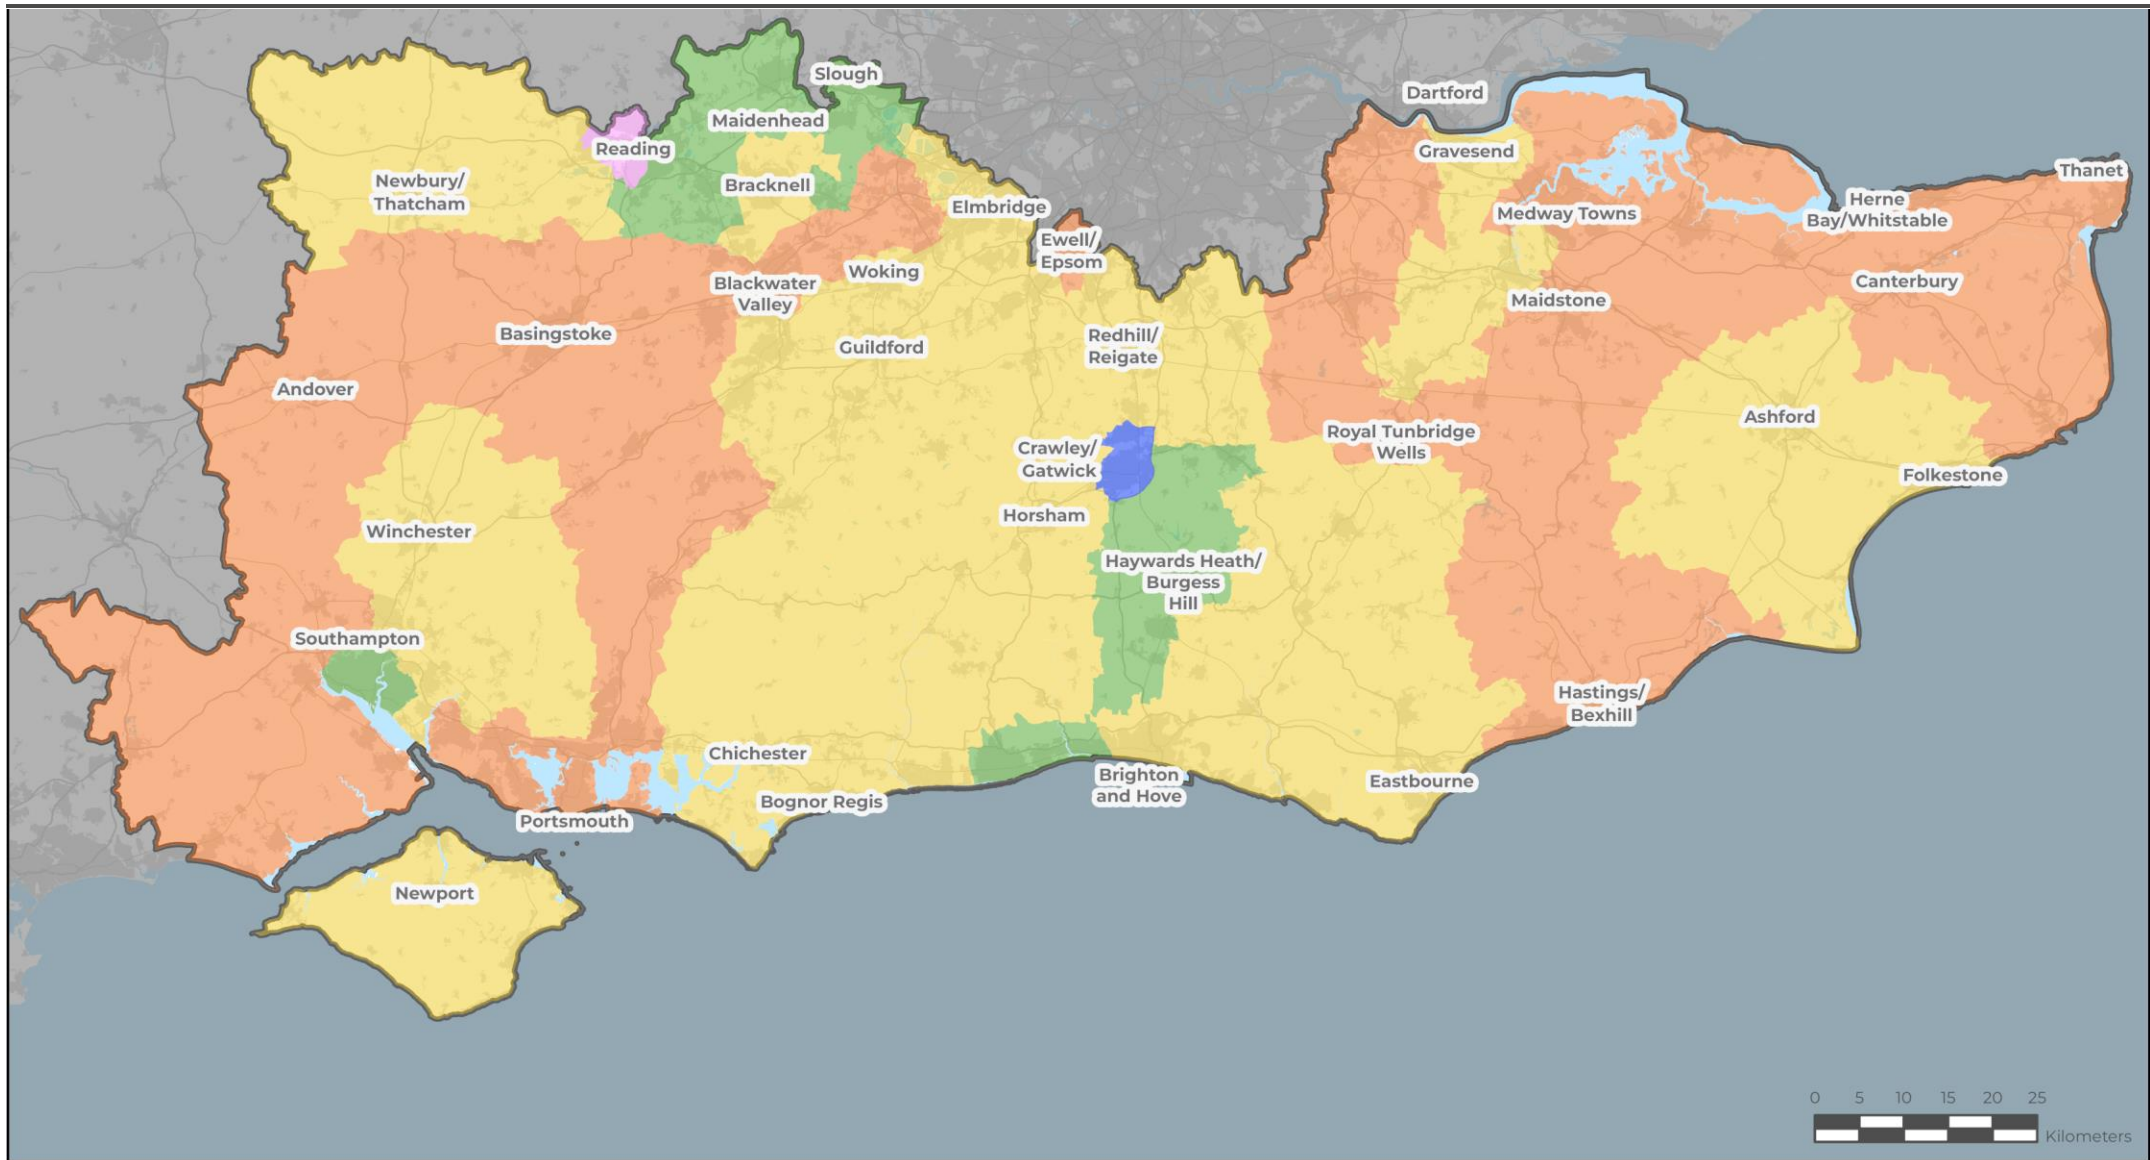 Slough
Dartford
Maidenhead
Reading
Gravesend
Thanet
Newbury/
Thatcham
Bracknell
Elmbridge
Medway Towns
Herne
Bay/Whitstable
Ewell/
Epsom
Woking
Blackwater
Valley
Canterbury
Maidstone
Basingstoke
Guildford
Redhill/
Reigate
Andover
Ashford
Royal Tunbridge
Wells
Crawley/
Gatwick
Folkestone
Horsham
Winchester
Haywards Heath/
Burgess
Hill
Southampton
Hastings/
Bexhill
Chichester
Brighton
and Hove
Eastbourne
Bognor Regis
Portsmouth
Newport
0 5 10 15 20 25
Kilometers